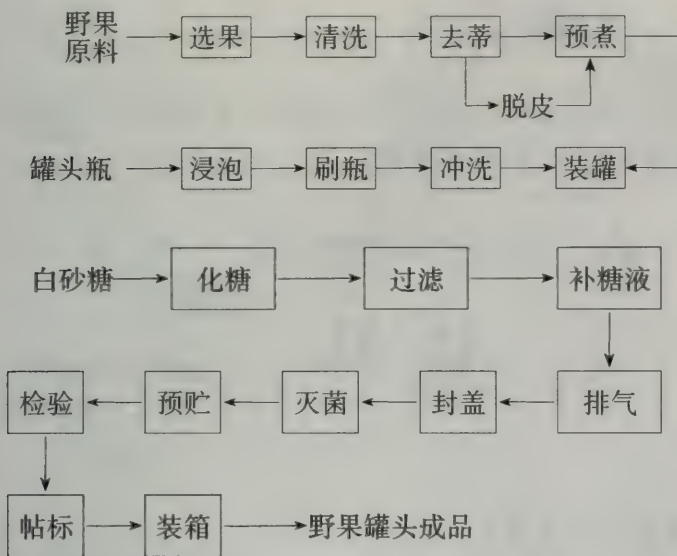 野果
原料
选果
清洗
去蒂
预煮
脱皮
罐头瓶
浸泡
刷瓶
冲洗
装罐
白砂糖
化糖
过滤
补糖液
检验
预贮
灭菌
封盖
排气
帖标
装箱
野果罐头成品